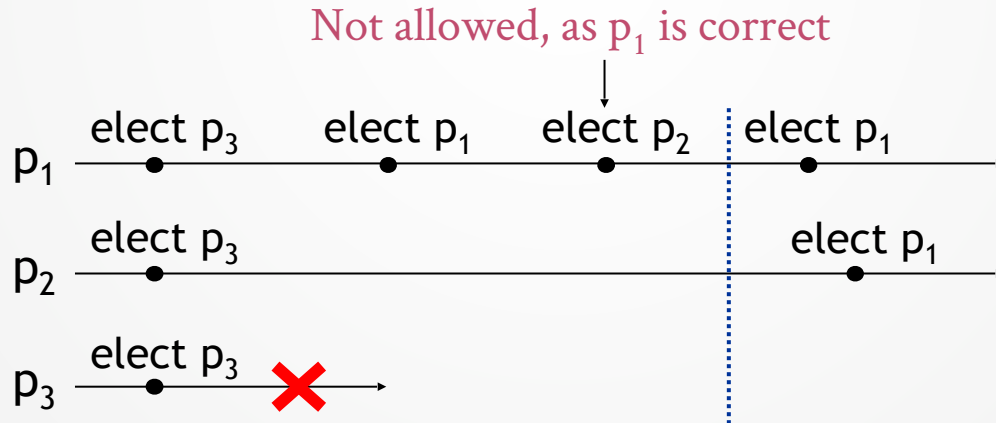 Not allowed, as p₁ is correct
elect p₃ elect p₁ elect p₂ elect p₁
p₁
elect p₃ elect p₁
p₂
elect p₃
p₃